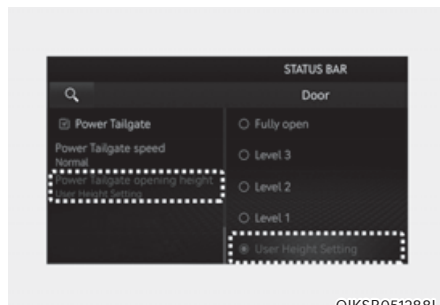 STATUS BAR
Door
Power Tailgate
Power Tailgate speed
Normal
Power Tailgate opening height
User Height Setting
Fully open
Level 3
Level 2
Level 1
User Height Setting